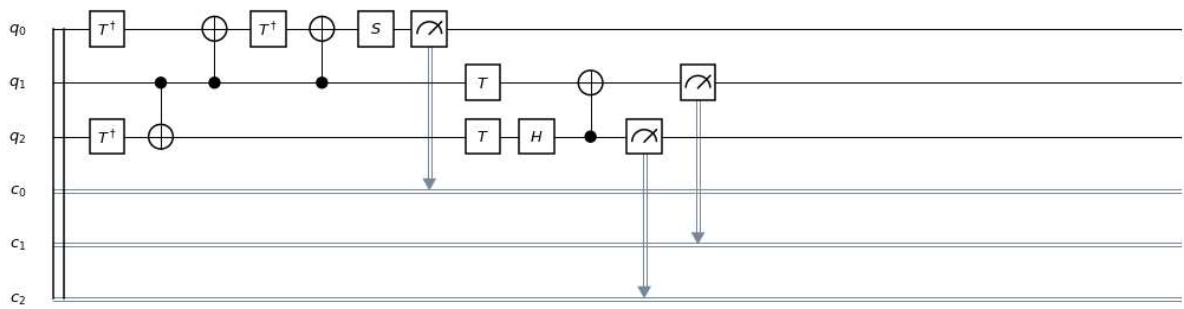 q₀ T† T† S
q₁ T
q₂ T† T H
c₀
c₁
c₂